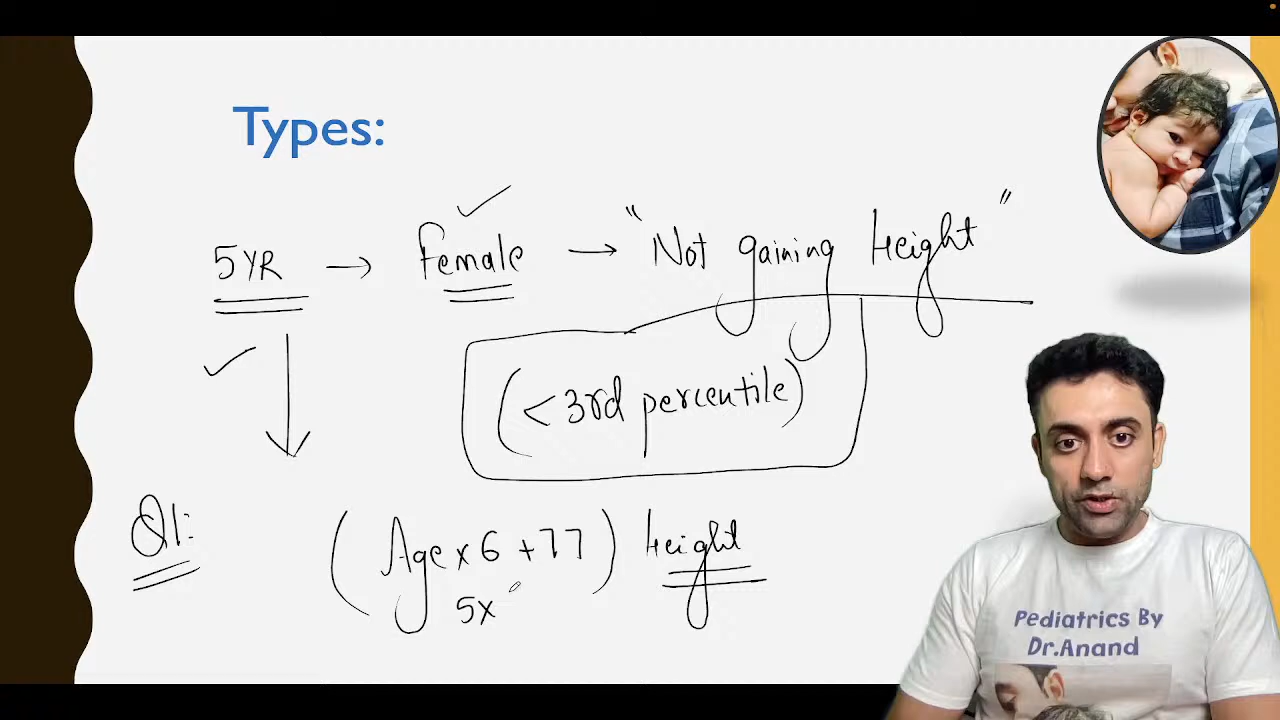 Types:
5YR → Female → "Not gaining Height"
(<3rd percentile)
Q1:
(Age x 6 + 77) Height
5x
Pediatrics By
Dr.Anand